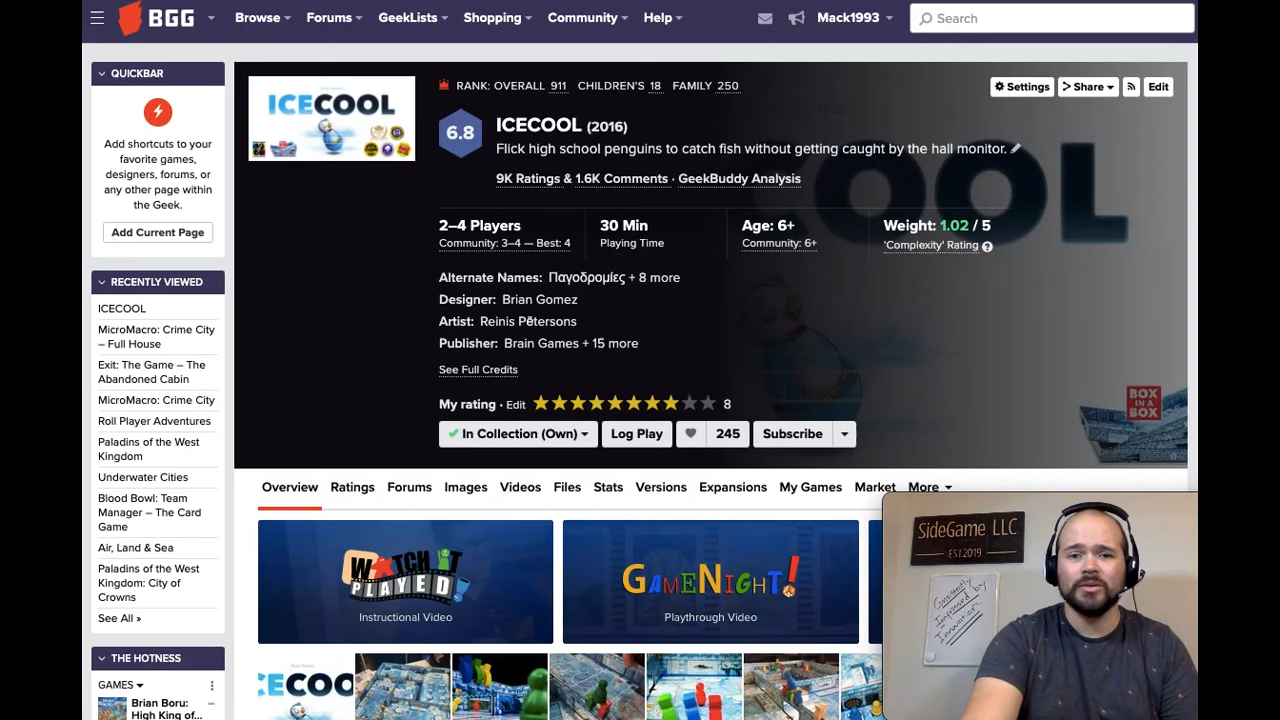 BGG
Browse
Forums
GeekLists
Shopping
Community
Help
Mack1993
Search
QUICKBAR
Add shortcuts to your
favorite games,
designers, forums, or
any other page within
the Geek.
Add Current Page
RECENTLY VIEWED
ICECOOL
MicroMacro: Crime City
– Full House
Exit: The Game – The
Abandoned Cabin
MicroMacro: Crime City
Roll Player Adventures
Paladins of the West
Kingdom
Underwater Cities
Blood Bowl: Team
Manager – The Card
Game
Air, Land & Sea
Paladins of the West
Kingdom: City of
Crowns
See All »
THE HOTNESS
GAMES
Brian Boru:
High King of...
ICECOOL
RANK: OVERALL 911 CHILDREN'S 18 FAMILY 250
Settings
Share
Edit
6.8
ICECOOL (2016)
Flick high school penguins to catch fish without getting caught by the hall monitor.
9K Ratings & 1.6K Comments · GeekBuddy Analysis
2–4 Players
Community: 3–4 — Best: 4
30 Min
Playing Time
Age: 6+
Community: 6+
Weight: 1.02 / 5
'Complexity' Rating
Alternate Names: Παγοδρομίες + 8 more
Designer: Brian Gomez
Artist: Reinis Pētersons
Publisher: Brain Games + 15 more
See Full Credits
My rating · Edit
8
In Collection (Own)
Log Play
245
Subscribe
OOL
BOX
IN A
BOX
Overview
Ratings
Forums
Images
Videos
Files
Stats
Versions
Expansions
My Games
Market
More
WATCH IT
PLAYED
Instructional Video
GAMENIGHT!
Playthrough Video
ICECOOL
SideGame LLC
EST.2019
Consistently
Improved by
Innovation.